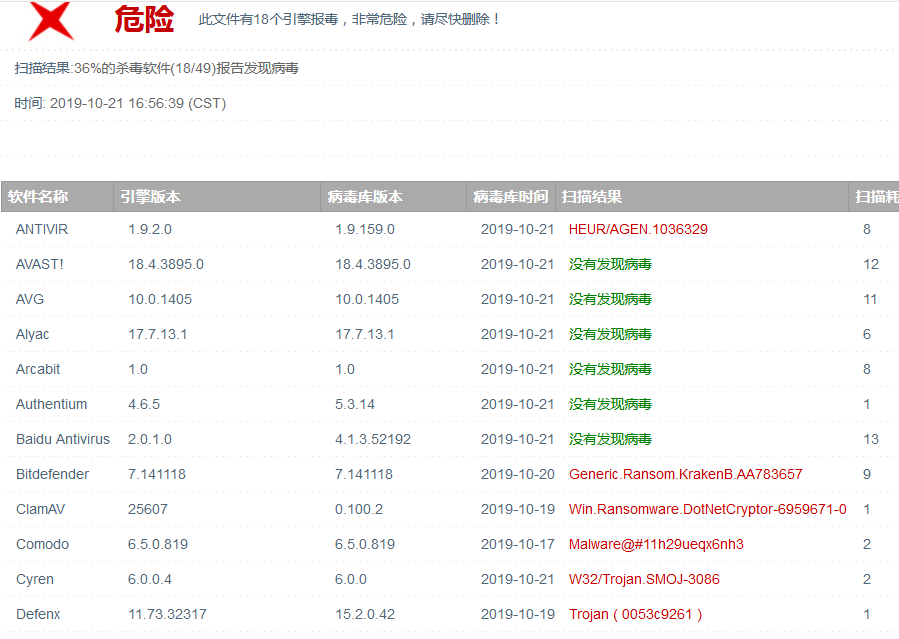 危险 此文件有18个引擎报毒，非常危险，请尽快删除！
扫描结果:36%的杀毒软件(18/49)报告发现病毒
时间: 2019-10-21 16:56:39 (CST)
软件名称 引擎版本 病毒库版本 病毒库时间 扫描结果 扫描耗
ANTIVIR 1.9.2.0 1.9.159.0 2019-10-21 HEUR/AGEN.1036329 8
AVAST! 18.4.3895.0 18.4.3895.0 2019-10-21 没有发现病毒 12
AVG 10.0.1405 10.0.1405 2019-10-21 没有发现病毒 11
Alyac 17.7.13.1 17.7.13.1 2019-10-21 没有发现病毒 6
Arcabit 1.0 1.0 2019-10-21 没有发现病毒 8
Authentium 4.6.5 5.3.14 2019-10-21 没有发现病毒 1
Baidu Antivirus 2.0.1.0 4.1.3.52192 2019-10-21 没有发现病毒 13
Bitdefender 7.141118 7.141118 2019-10-20 Generic.Ransom.KrakenB.AA783657 9
ClamAV 25607 0.100.2 2019-10-19 Win.Ransomware.DotNetCryptor-6959671-0 1
Comodo 6.5.0.819 6.5.0.819 2019-10-17 Malware@#11h29ueqx6nh3 2
Cyren 6.0.0.4 6.0.0 2019-10-21 W32/Trojan.SMOJ-3086 2
Defenx 11.73.32317 15.2.0.42 2019-10-19 Trojan ( 0053c9261 ) 1